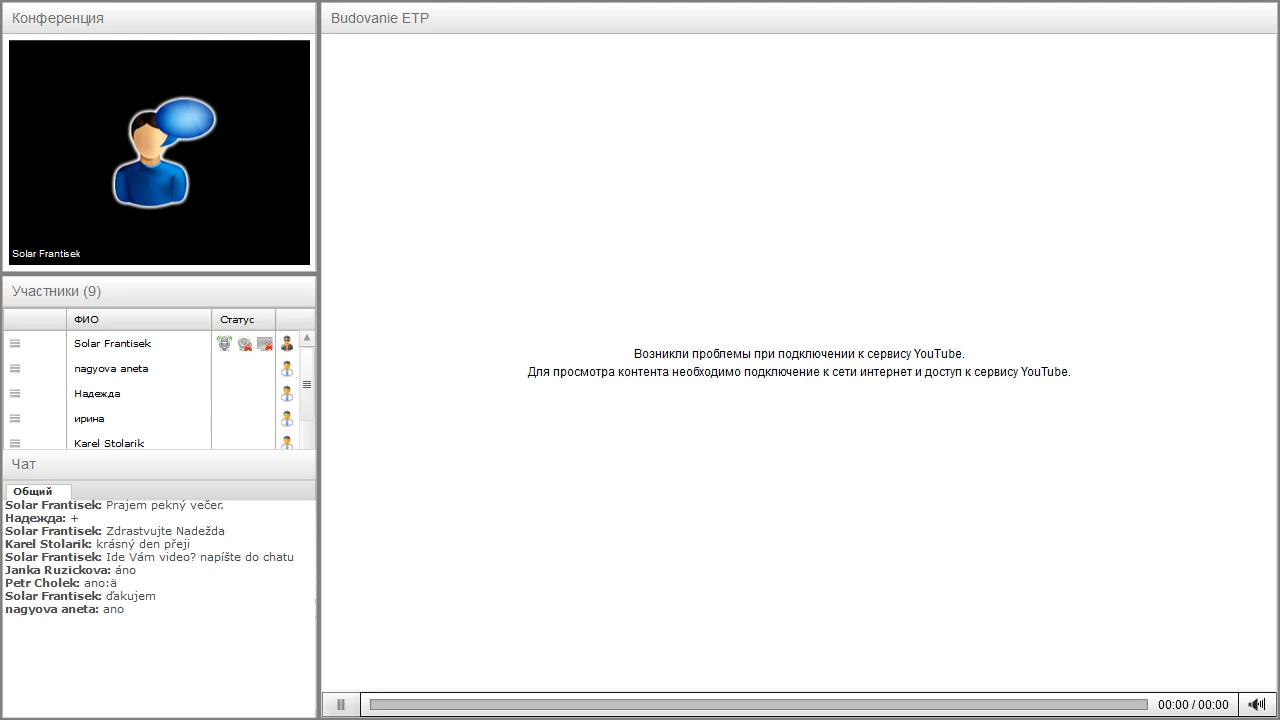 Конференция
Solar Frantisek
Участники (9)
ФИО Статус
Solar Frantisek
nagyova aneta
Надежда
ирина
Karel Stolarik
Чат
Общий
Solar Frantisek: Prajem pekný večer.
Надежда: +
Solar Frantisek: Zdrastvujte Nadežda
Karel Stolarik: krásný den přeji
Solar Frantisek: Ide Vám video? napíšte do chatu
Janka Ruzickova: áno
Petr Cholek: ano:ä
Solar Frantisek: ďakujem
nagyova aneta: ano
Budovanie ETP
Возникли проблемы при подключении к сервису YouTube.
Для просмотра контента необходимо подключение к сети интернет и доступ к сервису YouTube.
00:00 / 00:00